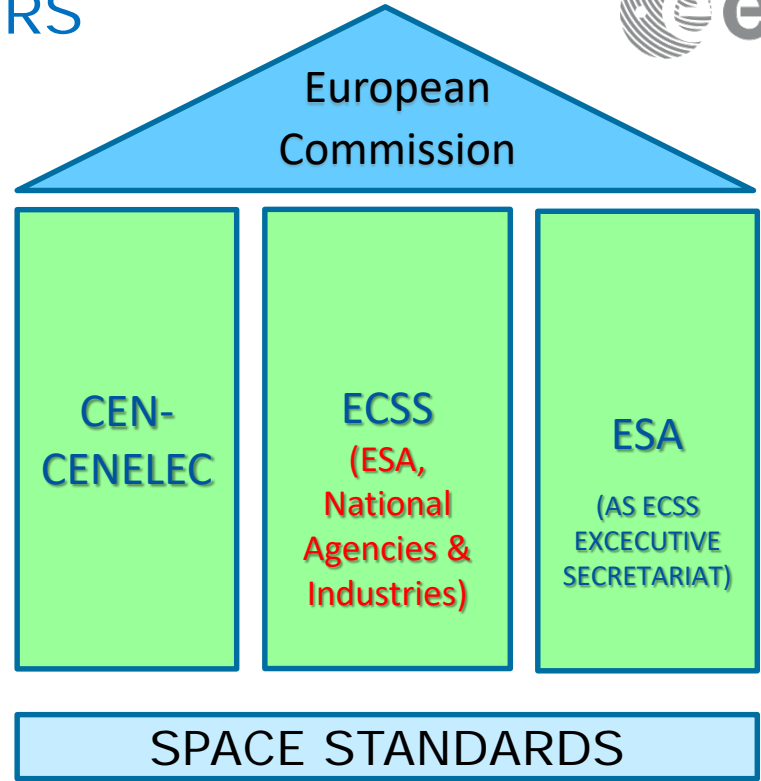 RS
e
European
Commission
CEN-
CENELEC
ECSS
(ESA,
National
Agencies &
Industries)
ESA
(AS ECSS
EXCECUTIVE
SECRETARIAT)
SPACE STANDARDS